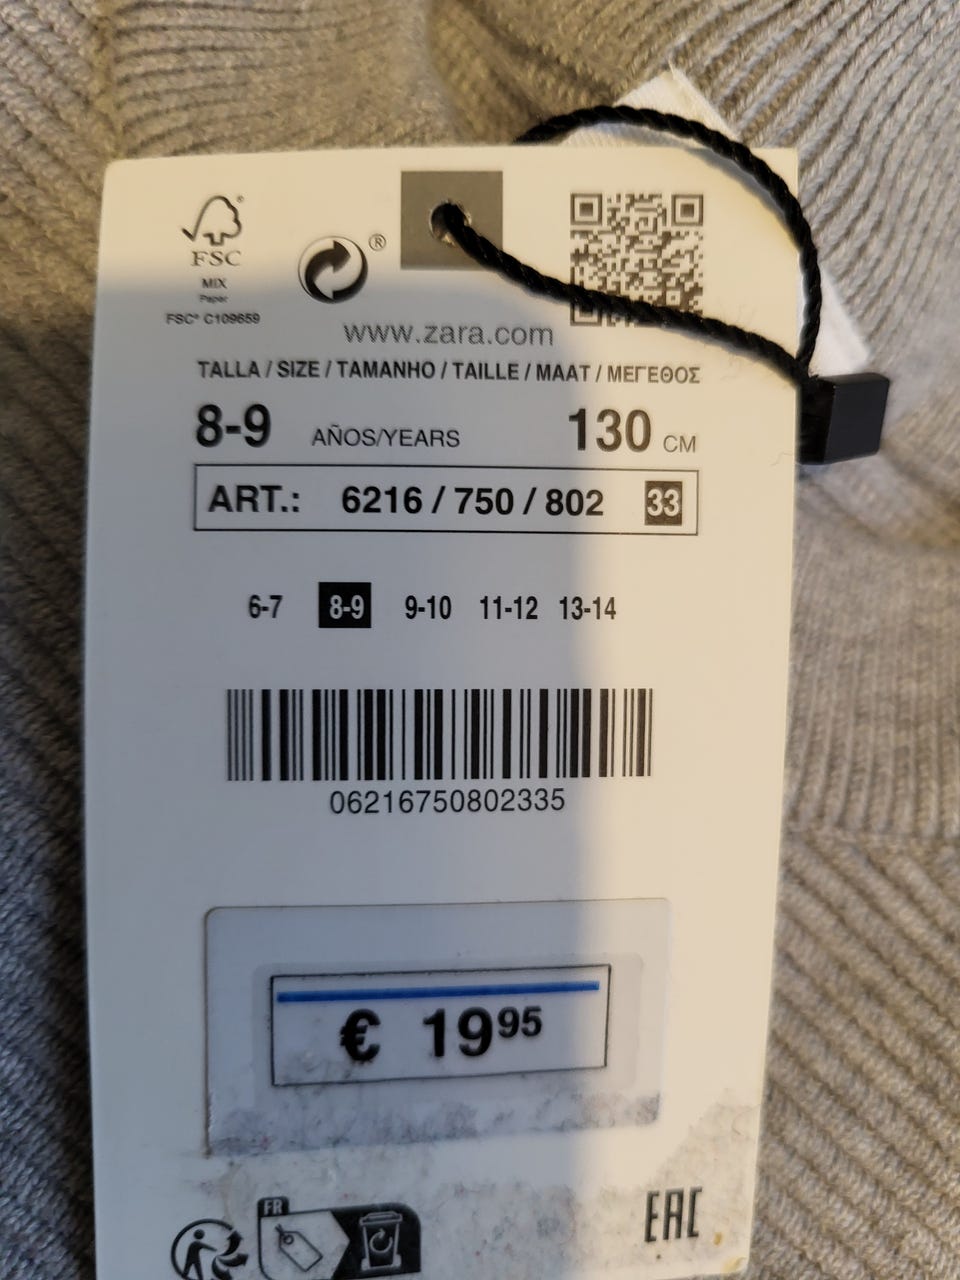 FSC
MIX
Paper
FSC® C109659
®
www.zara.com
TALLA / SIZE / TAMANHO / TAILLE / MAAT / ΜΕΓΕΘΟΣ
8-9 AÑOS/YEARS 130 CM
ART.: 6216 / 750 / 802 33
6-7 8-9 9-10 11-12 13-14
06216750802335
€ 1995
FR
EAC